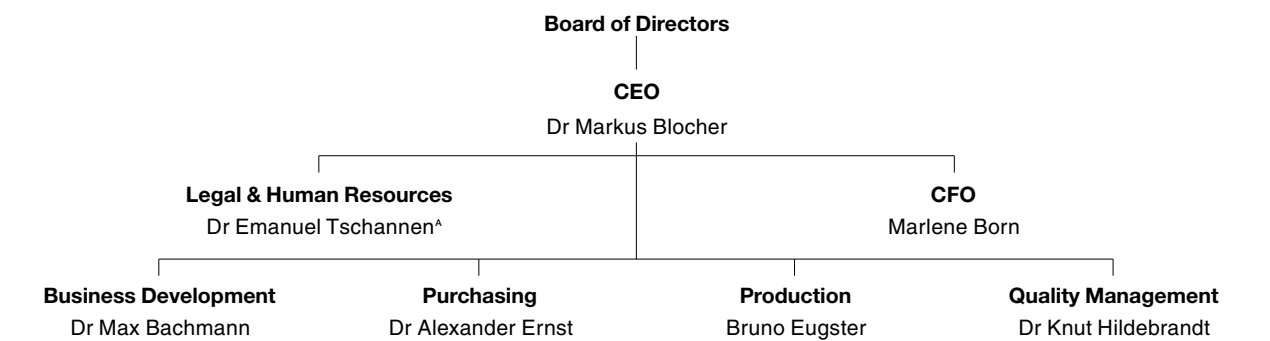 Board of Directors
CEO
Dr Markus Blocher
Legal & Human Resources
Dr Emanuel Tschannenᴬ
CFO
Marlene Born
Business Development
Dr Max Bachmann
Purchasing
Dr Alexander Ernst
Production
Bruno Eugster
Quality Management
Dr Knut Hildebrandt